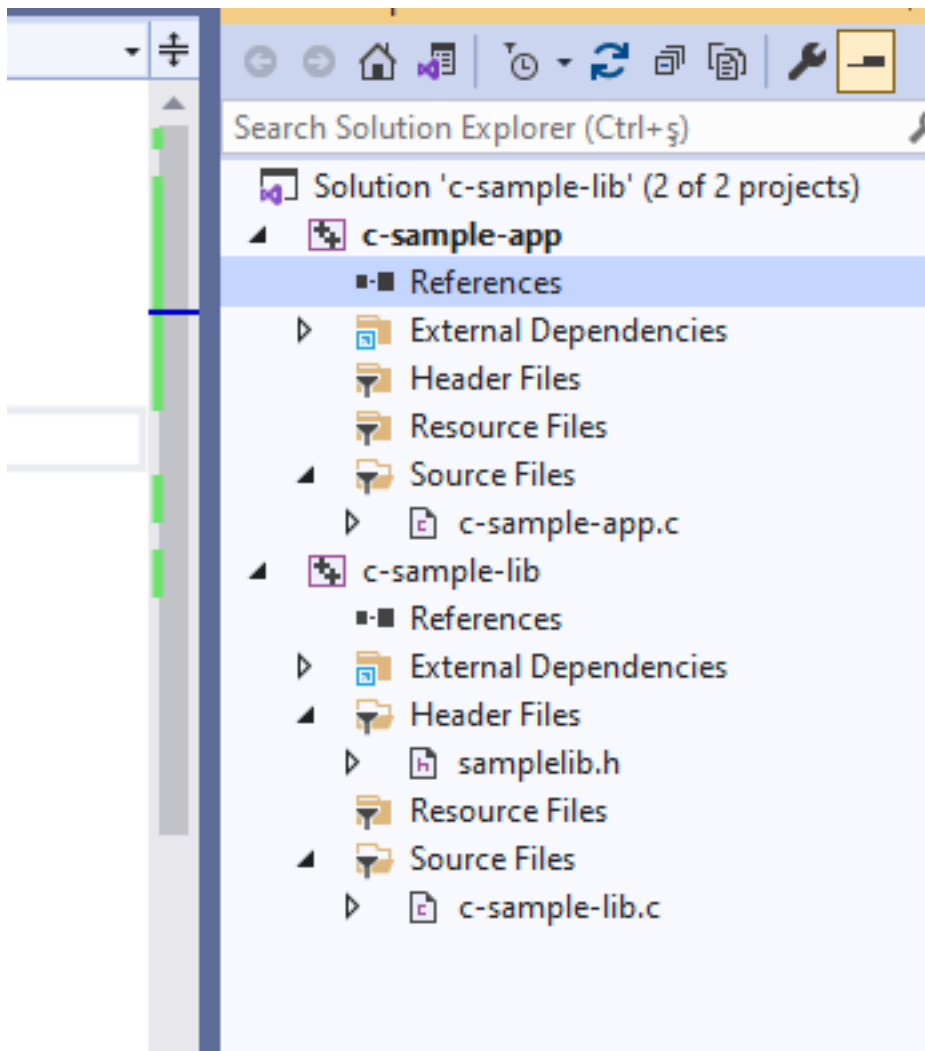 Search Solution Explorer (Ctrl+ş)
Solution 'c-sample-lib' (2 of 2 projects)
c-sample-app
References
External Dependencies
Header Files
Resource Files
Source Files
c-sample-app.c
c-sample-lib
References
External Dependencies
Header Files
samplelib.h
Resource Files
Source Files
c-sample-lib.c